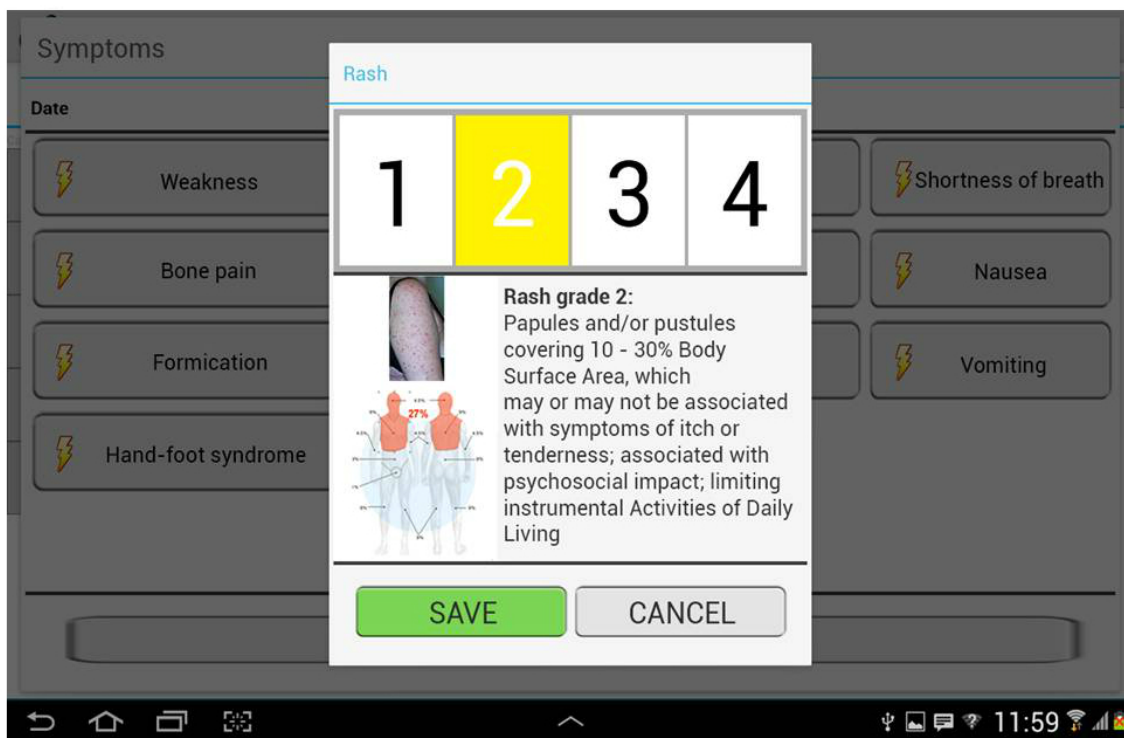 Symptoms
Date
Weakness
Bone pain
Formication
Hand-foot syndrome
Shortness of breath
Nausea
Vomiting
Rash
1 2 3 4
27%
Rash grade 2:
Papules and/or pustules
covering 10 - 30% Body
Surface Area, which
may or may not be associated
with symptoms of itch or
tenderness; associated with
psychosocial impact; limiting
instrumental Activities of Daily
Living
SAVE CANCEL
11:59